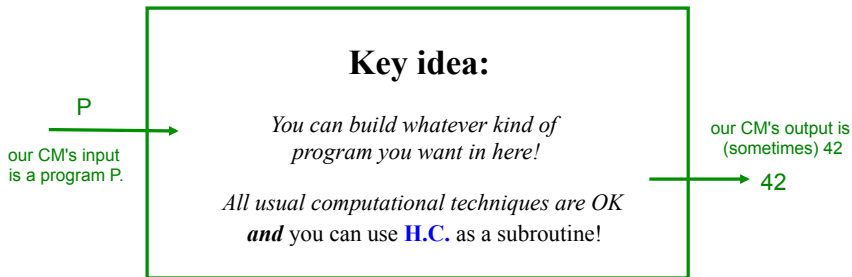 Key idea:
P
our CM's input
is a program P.
You can build whatever kind of
program you want in here!
All usual computational techniques are OK
and you can use H.C. as a subroutine!
our CM's output is
(sometimes) 42
42